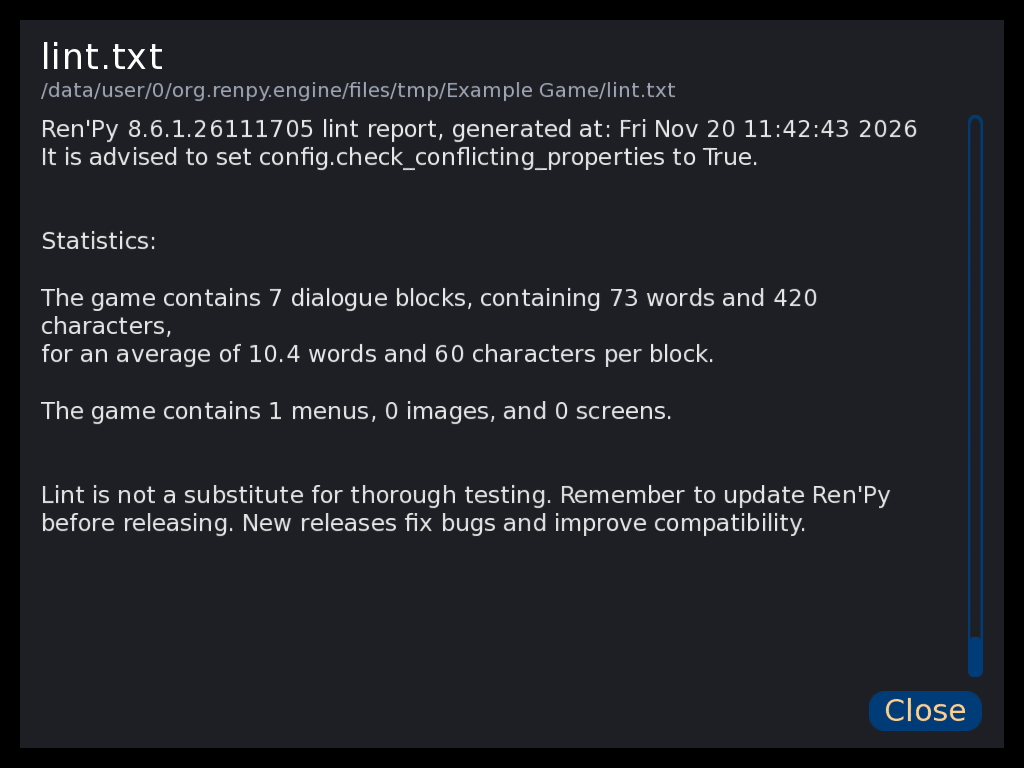 lint.txt
/data/user/0/org.renpy.engine/files/tmp/Example Game/lint.txt
Ren'Py 8.6.1.26111705 lint report, generated at: Fri Nov 20 11:42:43 2026
It is advised to set config.check_conflicting_properties to True.
Statistics:
The game contains 7 dialogue blocks, containing 73 words and 420
characters,
for an average of 10.4 words and 60 characters per block.
The game contains 1 menus, 0 images, and 0 screens.
Lint is not a substitute for thorough testing. Remember to update Ren'Py
before releasing. New releases fix bugs and improve compatibility.
Close